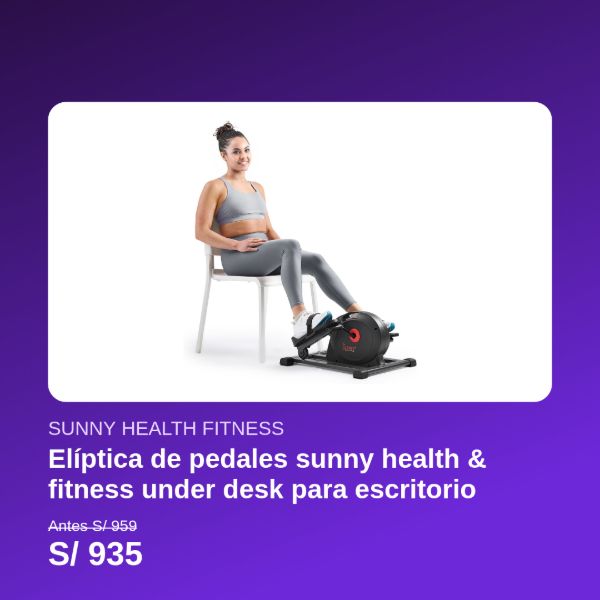 SUNNY HEALTH FITNESS
Elíptica de pedales sunny health &
fitness under desk para escritorio
Antes S/ 959
S/ 935